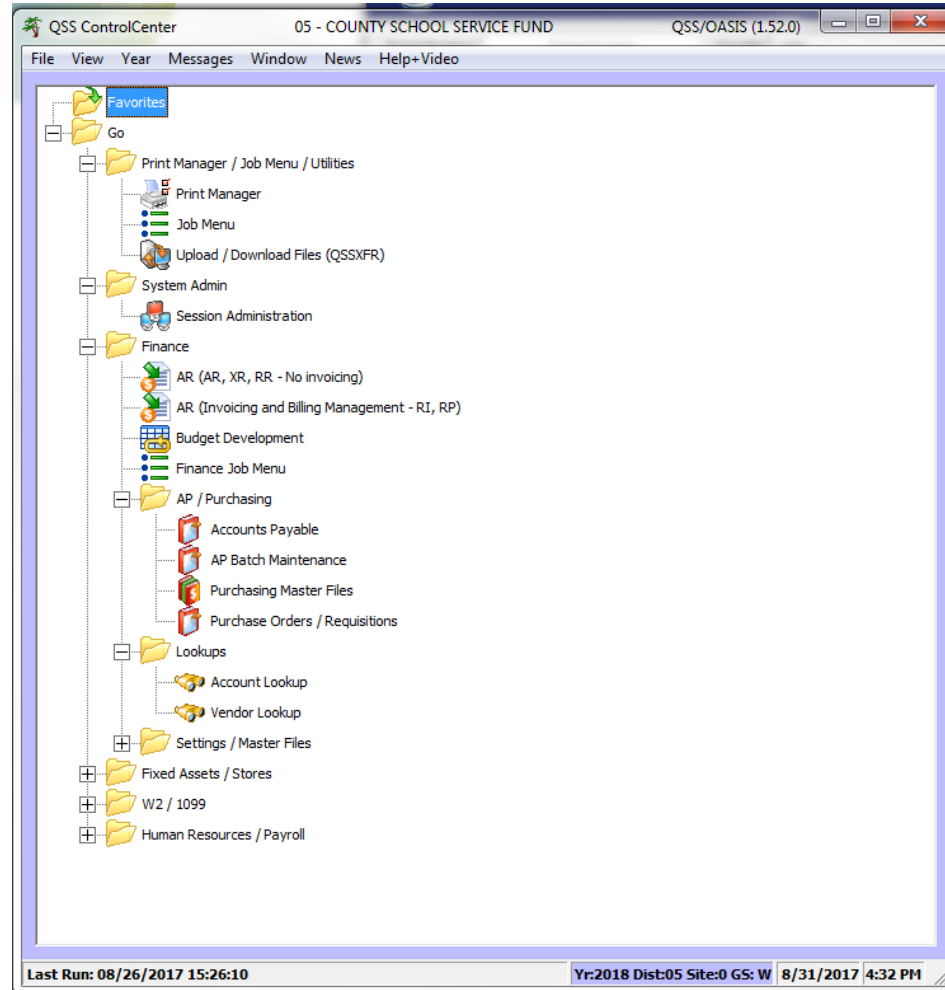 QSS ControlCenter 05 - COUNTY SCHOOL SERVICE FUND QSS/OASIS (1.52.0)
File View Year Messages Window News Help+Video
Favorites
Go
Print Manager / Job Menu / Utilities
Print Manager
Job Menu
Upload / Download Files (QSSXFR)
System Admin
Session Administration
Finance
AR (AR, XR, RR - No invoicing)
AR (Invoicing and Billing Management - RI, RP)
Budget Development
Finance Job Menu
AP / Purchasing
Accounts Payable
AP Batch Maintenance
Purchasing Master Files
Purchase Orders / Requisitions
Lookups
Account Lookup
Vendor Lookup
Settings / Master Files
Fixed Assets / Stores
W2 / 1099
Human Resources / Payroll
Last Run: 08/26/2017 15:26:10 Yr:2018 Dist:05 Site:0 GS: W 8/31/2017 4:32 PM